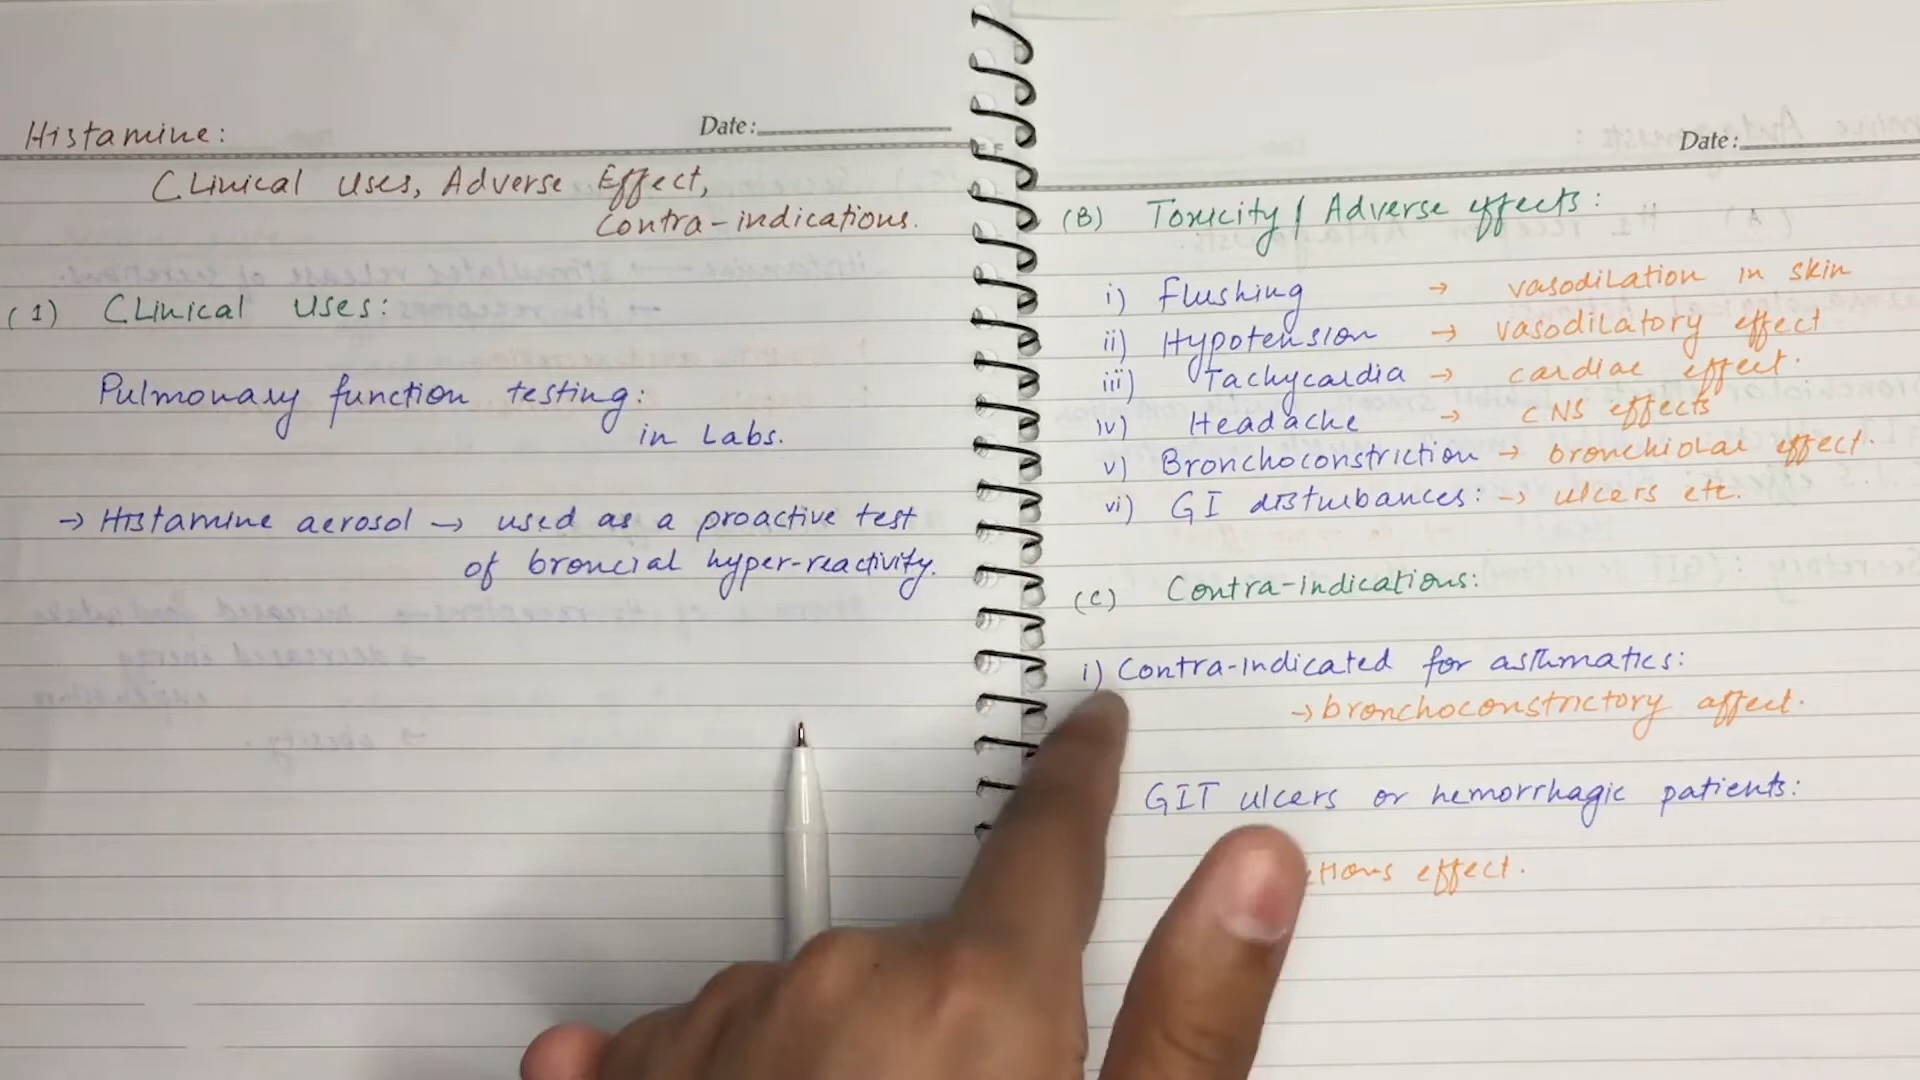 Histamine:
Date:
Clinical Uses, Adverse Effect,
Contra-indications.
(1) Clinical Uses:
Pulmonary function testing:
in Labs.
→ Histamine aerosol → used as a proactive test
of broncial hyper-reactivity.
Date:
(B) Toxicity / Adverse effects:
i) Flushing → vasodilation in skin
ii) Hypotension → vasodilatory effect
iii) Tachycardia → cardiac effect.
iv) Headache → CNS effects
v) Bronchoconstriction → bronchiolar effect.
vi) GI disturbances: → ulcers etc.
(C) Contra-indications:
i) Contra-indicated for asthmatics:
→ bronchoconstrictory affect.
GIT ulcers or hemorrhagic patients:
effect.